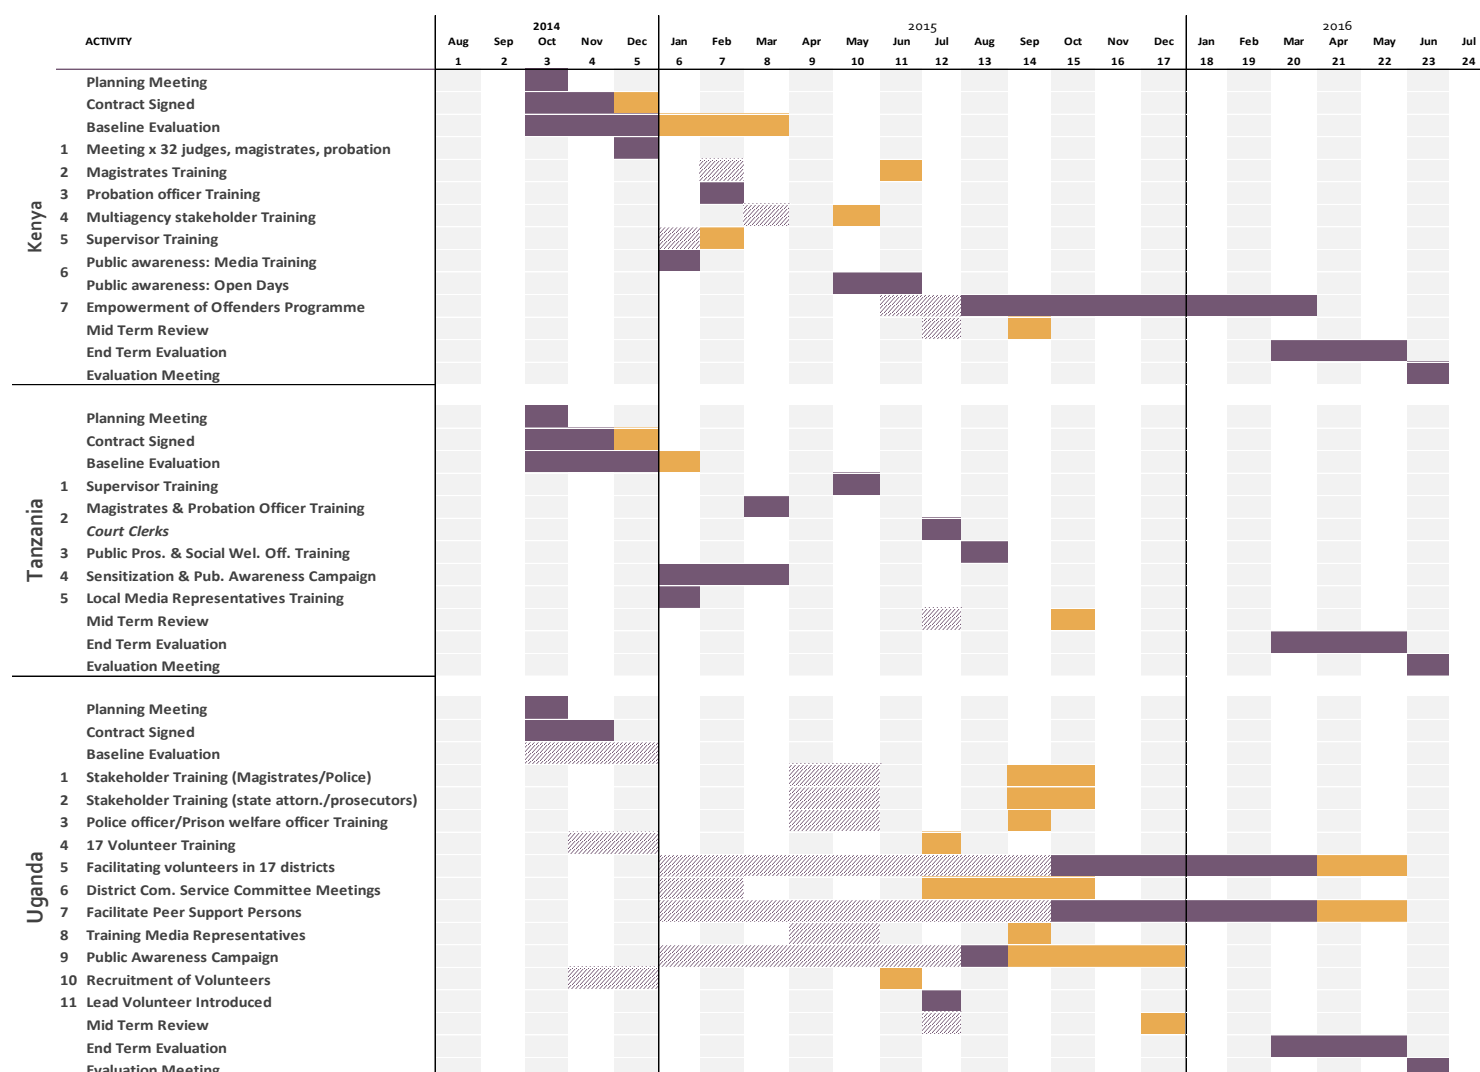 2014 2015 2016
ACTIVITY Aug Sep Oct Nov Dec Jan Feb Mar Apr May Jun Jul Aug Sep Oct Nov Dec Jan Feb Mar Apr May Jun Jul
1 2 3 4 5 6 7 8 9 10 11 12 13 14 15 16 17 18 19 20 21 22 23 24
Kenya
Planning Meeting
Contract Signed
Baseline Evaluation
1 Meeting x 32 judges, magistrates, probation
2 Magistrates Training
3 Probation officer Training
4 Multiagency stakeholder Training
5 Supervisor Training
6 Public awareness: Media Training
Public awareness: Open Days
7 Empowerment of Offenders Programme
Mid Term Review
End Term Evaluation
Evaluation Meeting
Tanzania
Planning Meeting
Contract Signed
Baseline Evaluation
1 Supervisor Training
2 Magistrates & Probation Officer Training
Court Clerks
3 Public Pros. & Social Wel. Off. Training
4 Sensitization & Pub. Awareness Campaign
5 Local Media Representatives Training
Mid Term Review
End Term Evaluation
Evaluation Meeting
Uganda
Planning Meeting
Contract Signed
Baseline Evaluation
1 Stakeholder Training (Magistrates/Police)
2 Stakeholder Training (state attorn./prosecutors)
3 Police officer/Prison welfare officer Training
4 17 Volunteer Training
5 Facilitating volunteers in 17 districts
6 District Com. Service Committee Meetings
7 Facilitate Peer Support Persons
8 Training Media Representatives
9 Public Awareness Campaign
10 Recruitment of Volunteers
11 Lead Volunteer Introduced
Mid Term Review
End Term Evaluation
Evaluation Meeting